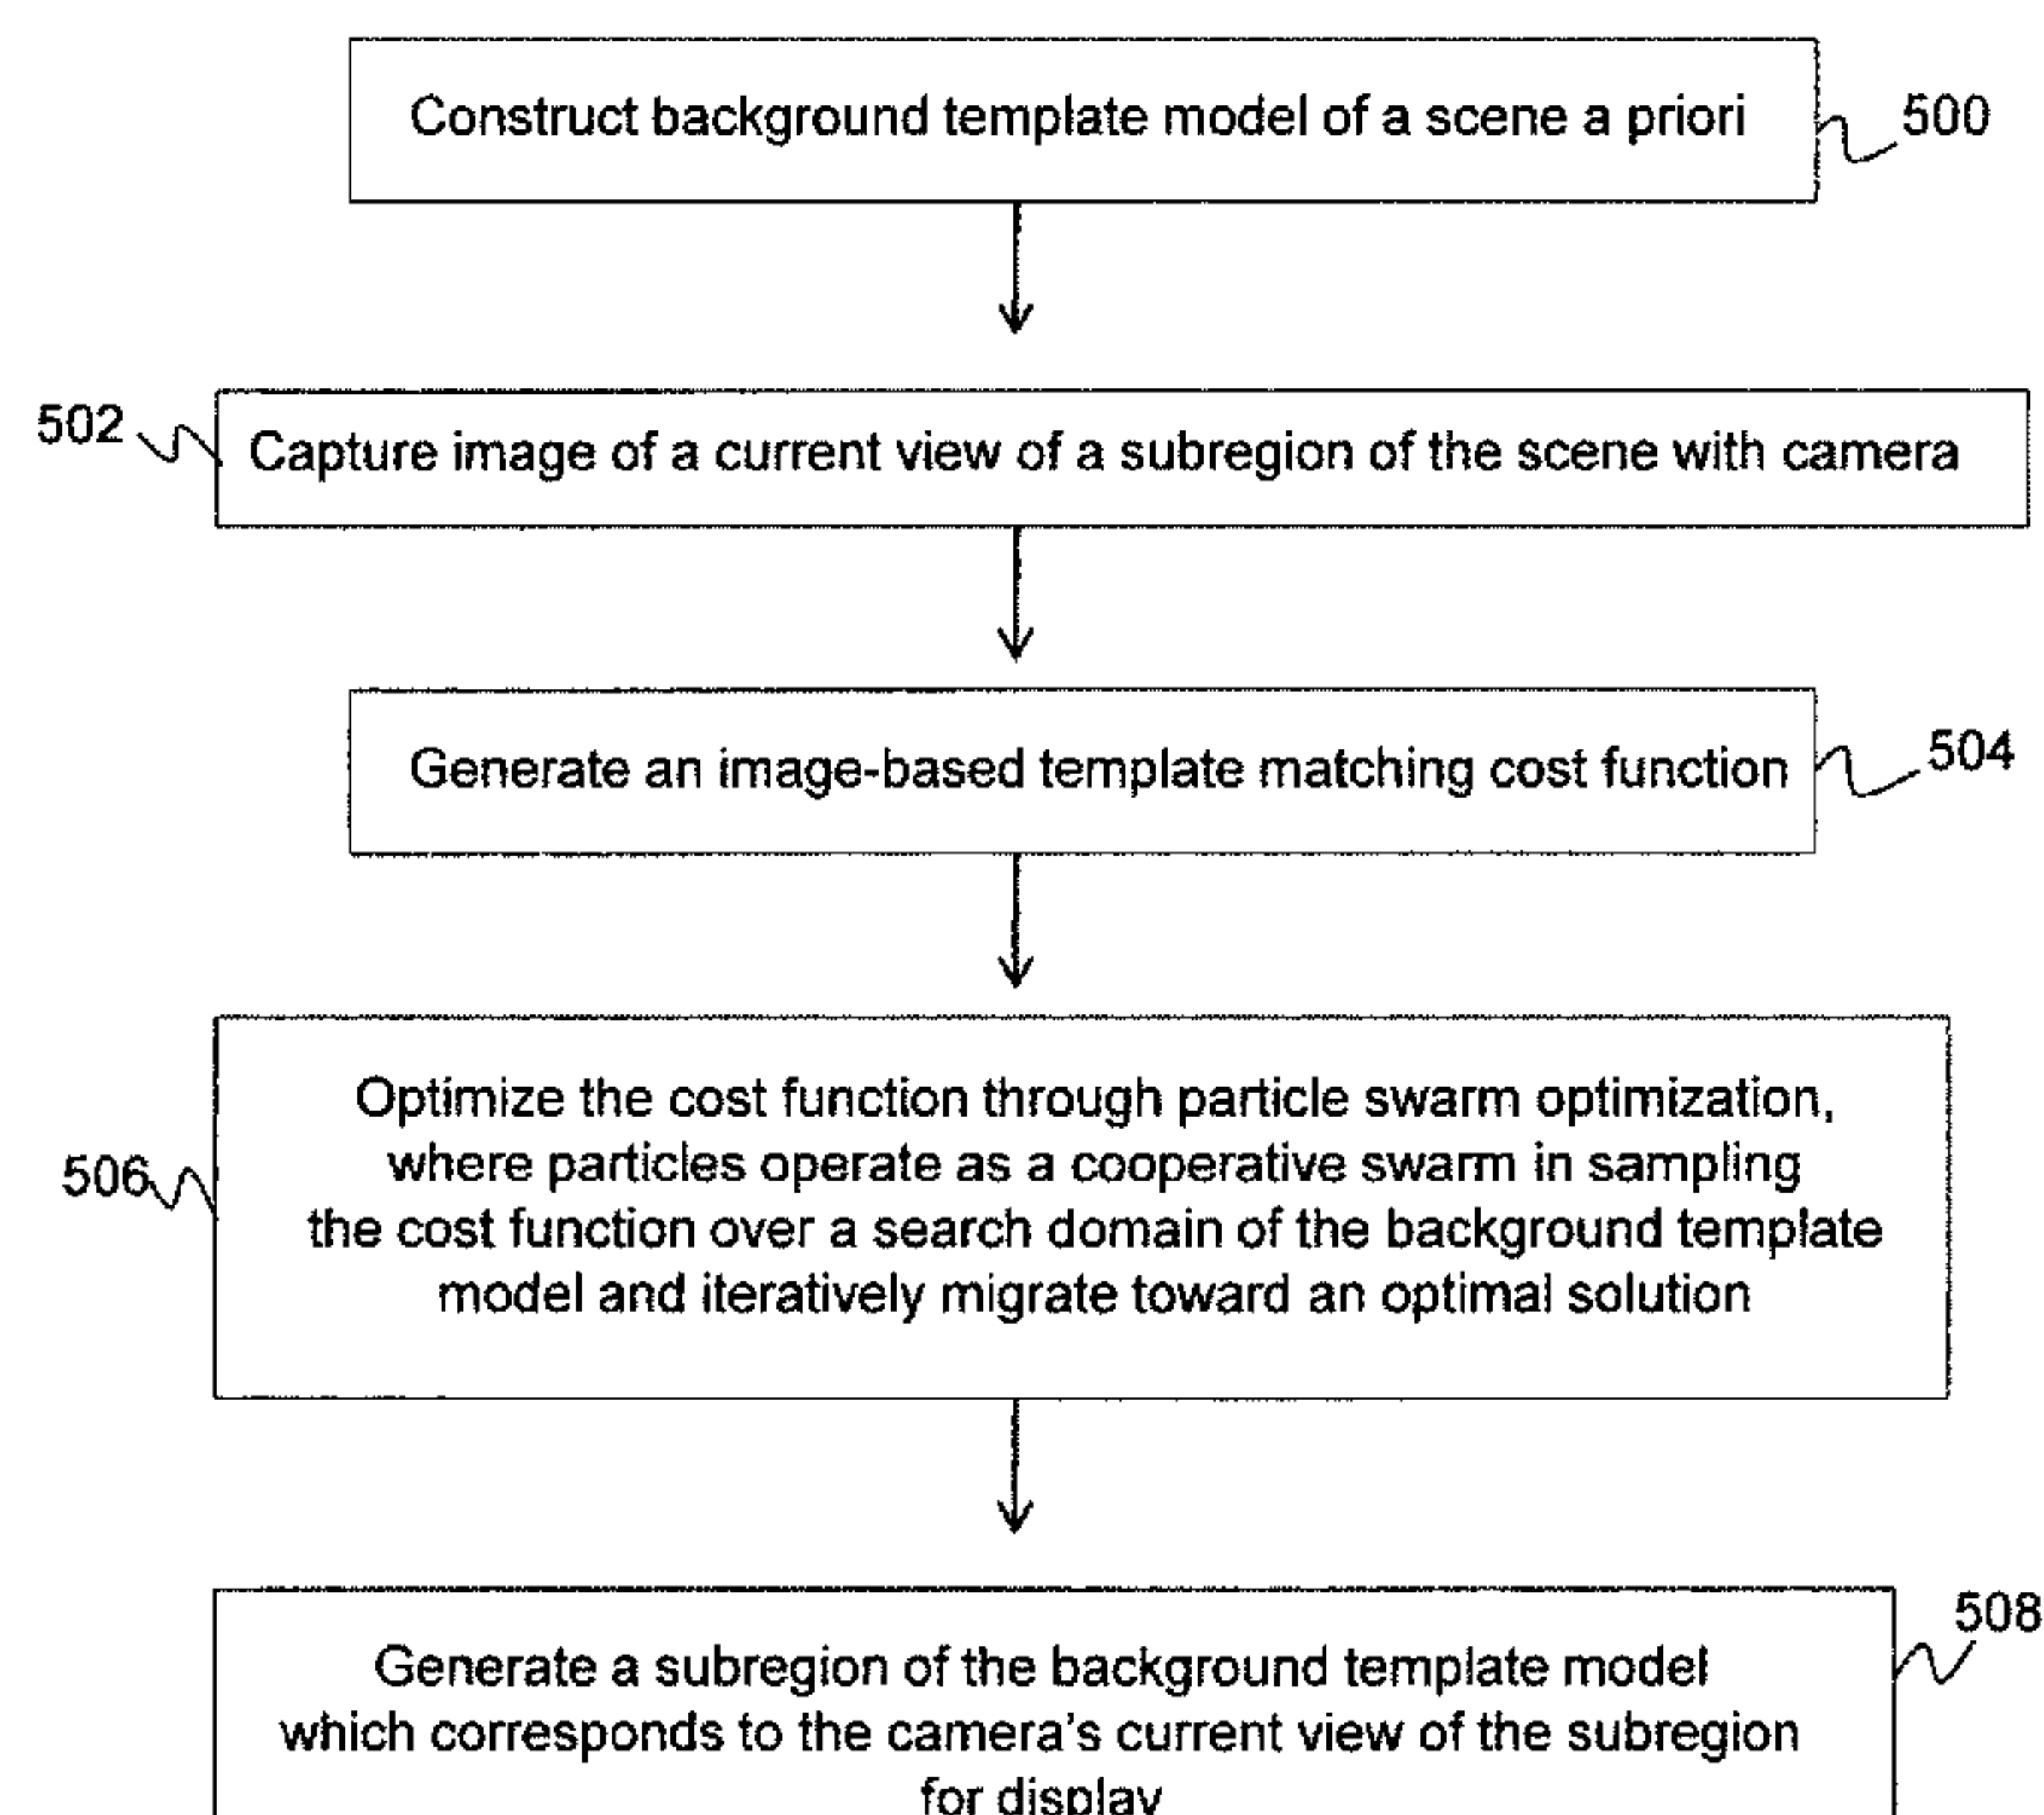 Construct background template model of a scene a priori
500
502
Capture image of a current view of a subregion of the scene with camera
Generate an image-based template matching cost function
504
Optimize the cost function through particle swarm optimization,
where particles operate as a cooperative swarm in sampling
506
the cost function over a search domain of the background template
model and iteratively migrate toward an optimal solution
508
Generate a subregion of the background template model
which corresponds to the camera's current view of the subregion
for display